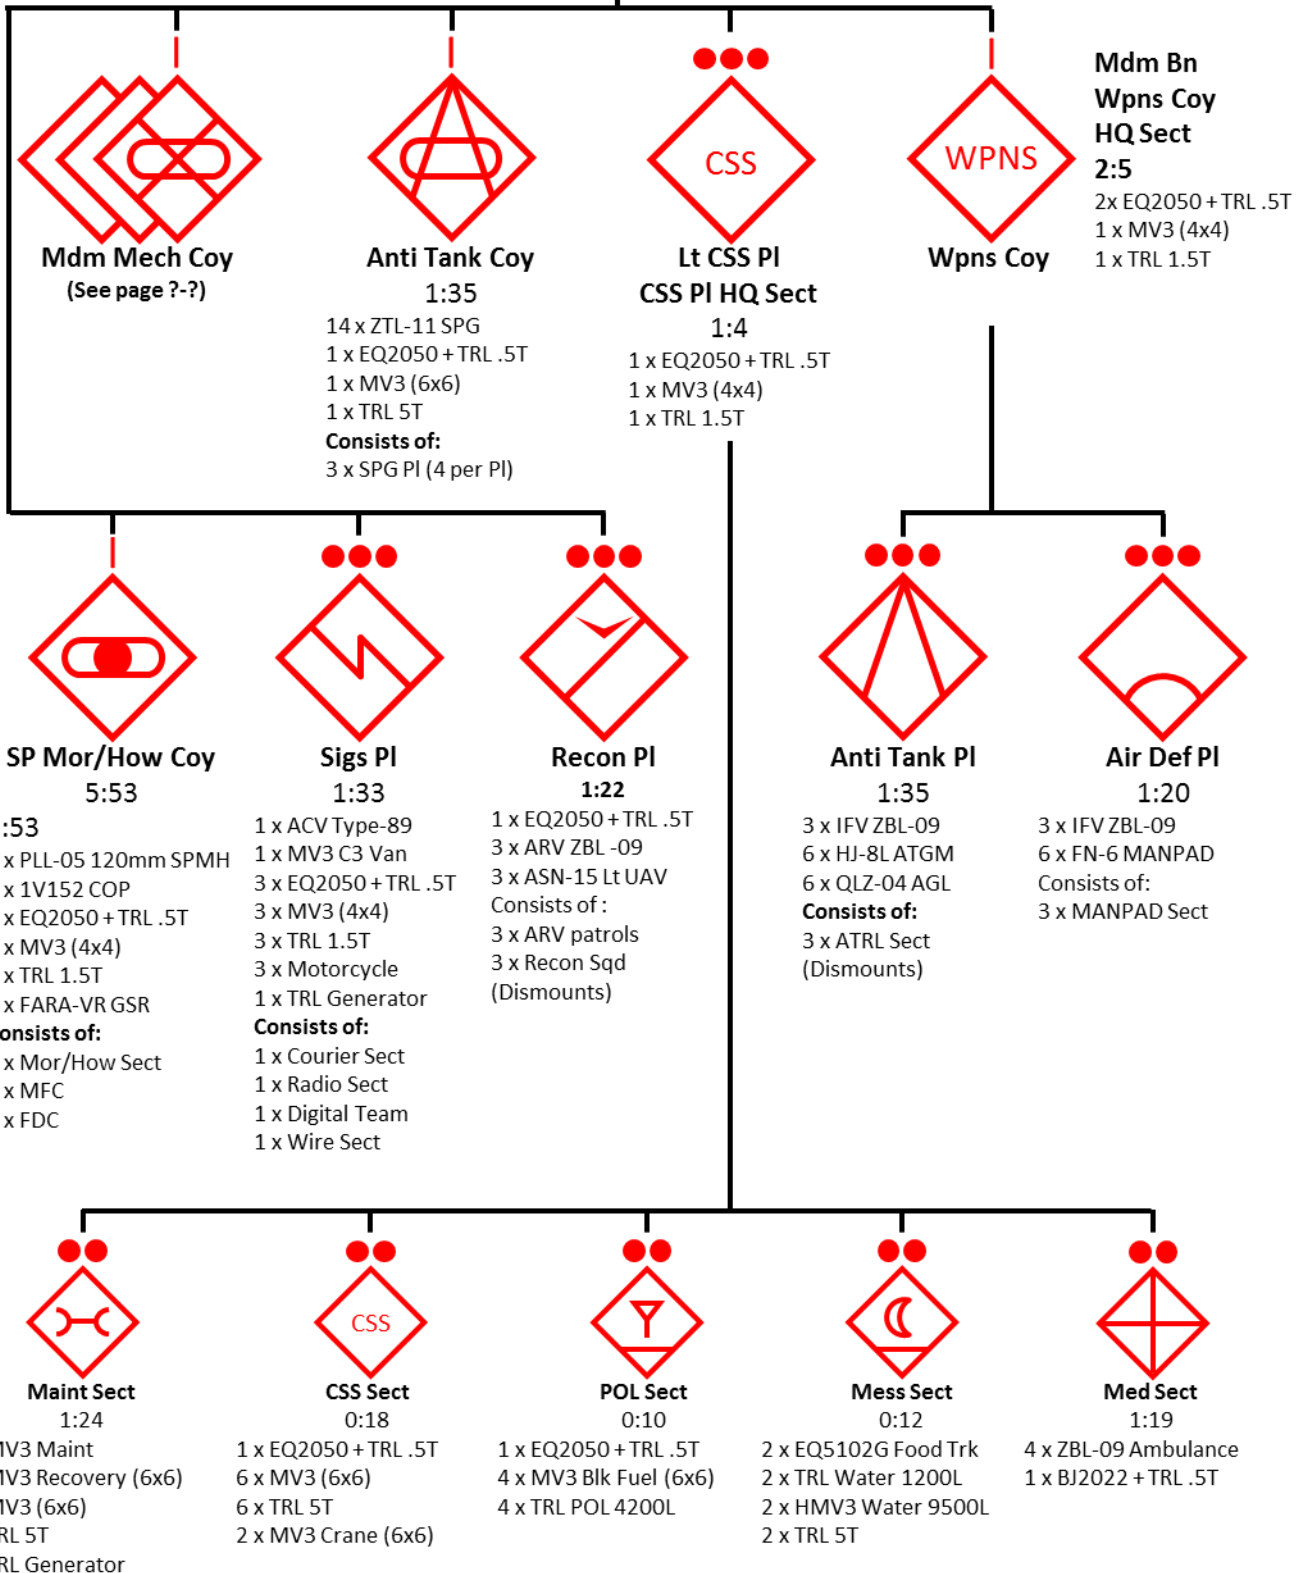 CSS
WPNS
Mdm Bn
Wpns Coy
HQ Sect
2:5
2x EQ2050 + TRL .5T
1 x MV3 (4x4)
1 x TRL 1.5T
Mdm Mech Coy
(See page ?-?)
Anti Tank Coy
1:35
14 x ZTL-11 SPG
1 x EQ2050 + TRL .5T
1 x MV3 (6x6)
1 x TRL 5T
Consists of:
3 x SPG Pl (4 per Pl)
Lt CSS Pl
CSS Pl HQ Sect
1:4
1 x EQ2050 + TRL .5T
1 x MV3 (4x4)
1 x TRL 1.5T
Wpns Coy
SP Mor/How Coy
5:53
:53
x PLL-05 120mm SPMH
x 1V152 COP
x EQ2050 + TRL .5T
x MV3 (4x4)
x TRL 1.5T
x FARA-VR GSR
onsists of:
x Mor/How Sect
x MFC
x FDC
Sigs Pl
1:33
1 x ACV Type-89
1 x MV3 C3 Van
3 x EQ2050 + TRL .5T
3 x MV3 (4x4)
3 x TRL 1.5T
3 x Motorcycle
1 x TRL Generator
Consists of:
1 x Courier Sect
1 x Radio Sect
1 x Digital Team
1 x Wire Sect
Recon Pl
1:22
1 x EQ2050 + TRL .5T
3 x ARV ZBL -09
3 x ASN-15 Lt UAV
Consists of :
3 x ARV patrols
3 x Recon Sqd
(Dismounts)
Anti Tank Pl
1:35
3 x IFV ZBL-09
6 x HJ-8L ATGM
6 x QLZ-04 AGL
Consists of:
3 x ATRL Sect
(Dismounts)
Air Def Pl
1:20
3 x IFV ZBL-09
6 x FN-6 MANPAD
Consists of:
3 x MANPAD Sect
Maint Sect
1:24
MV3 Maint
MV3 Recovery (6x6)
MV3 (6x6)
RL 5T
RL Generator
CSS
CSS Sect
0:18
1 x EQ2050 + TRL .5T
6 x MV3 (6x6)
6 x TRL 5T
2 x MV3 Crane (6x6)
POL Sect
0:10
1 x EQ2050 + TRL .5T
4 x MV3 Blk Fuel (6x6)
4 x TRL POL 4200L
Mess Sect
0:12
2 x EQ5102G Food Trk
2 x TRL Water 1200L
2 x HMV3 Water 9500L
2 x TRL 5T
Med Sect
1:19
4 x ZBL-09 Ambulance
1 x BJ2022 + TRL .5T